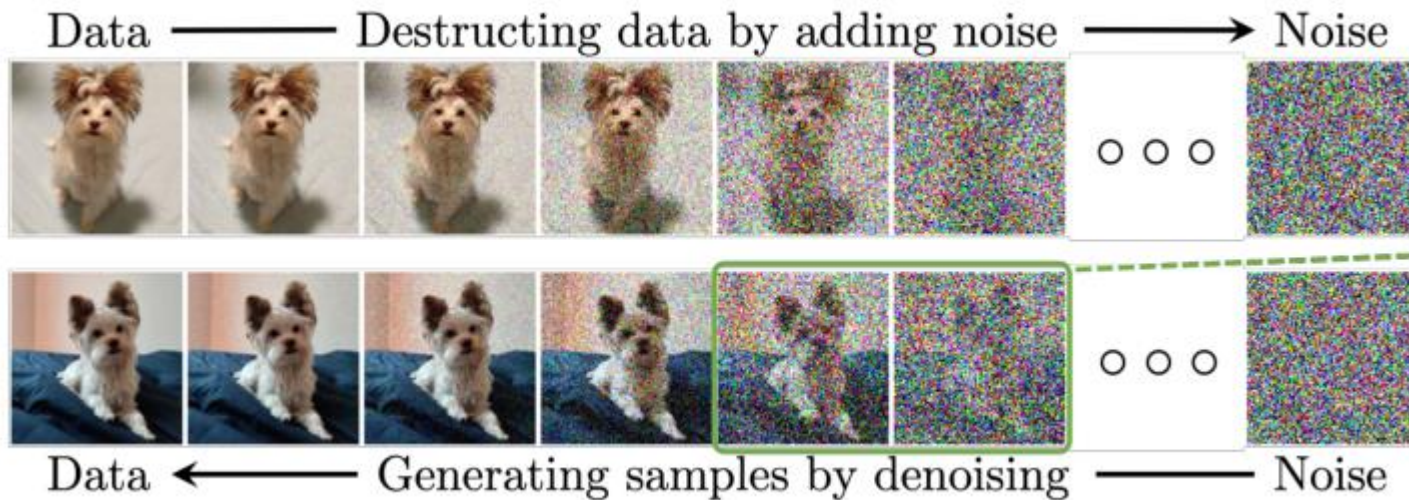 Data Destructing data by adding noise Noise
Data Generating samples by denoising Noise